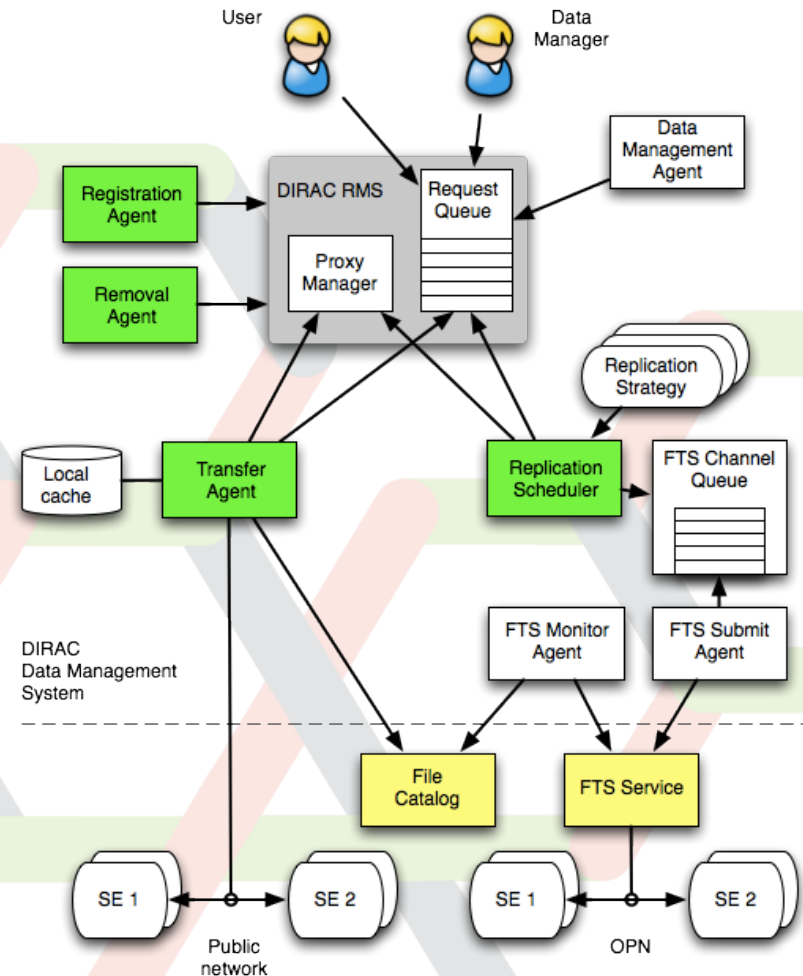 User
Data
Manager
Data
Management
Agent
Registration
Agent
DIRAC RMS
Request
Queue
Proxy
Manager
Removal
Agent
Replication
Strategy
Local
cache
Transfer
Agent
Replication
Scheduler
FTS Channel
Queue
FTS Monitor
Agent
FTS Submit
Agent
DIRAC
Data Management
System
File
Catalog
FTS Service
SE 1
SE 2
SE 1
SE 2
Public
network
OPN